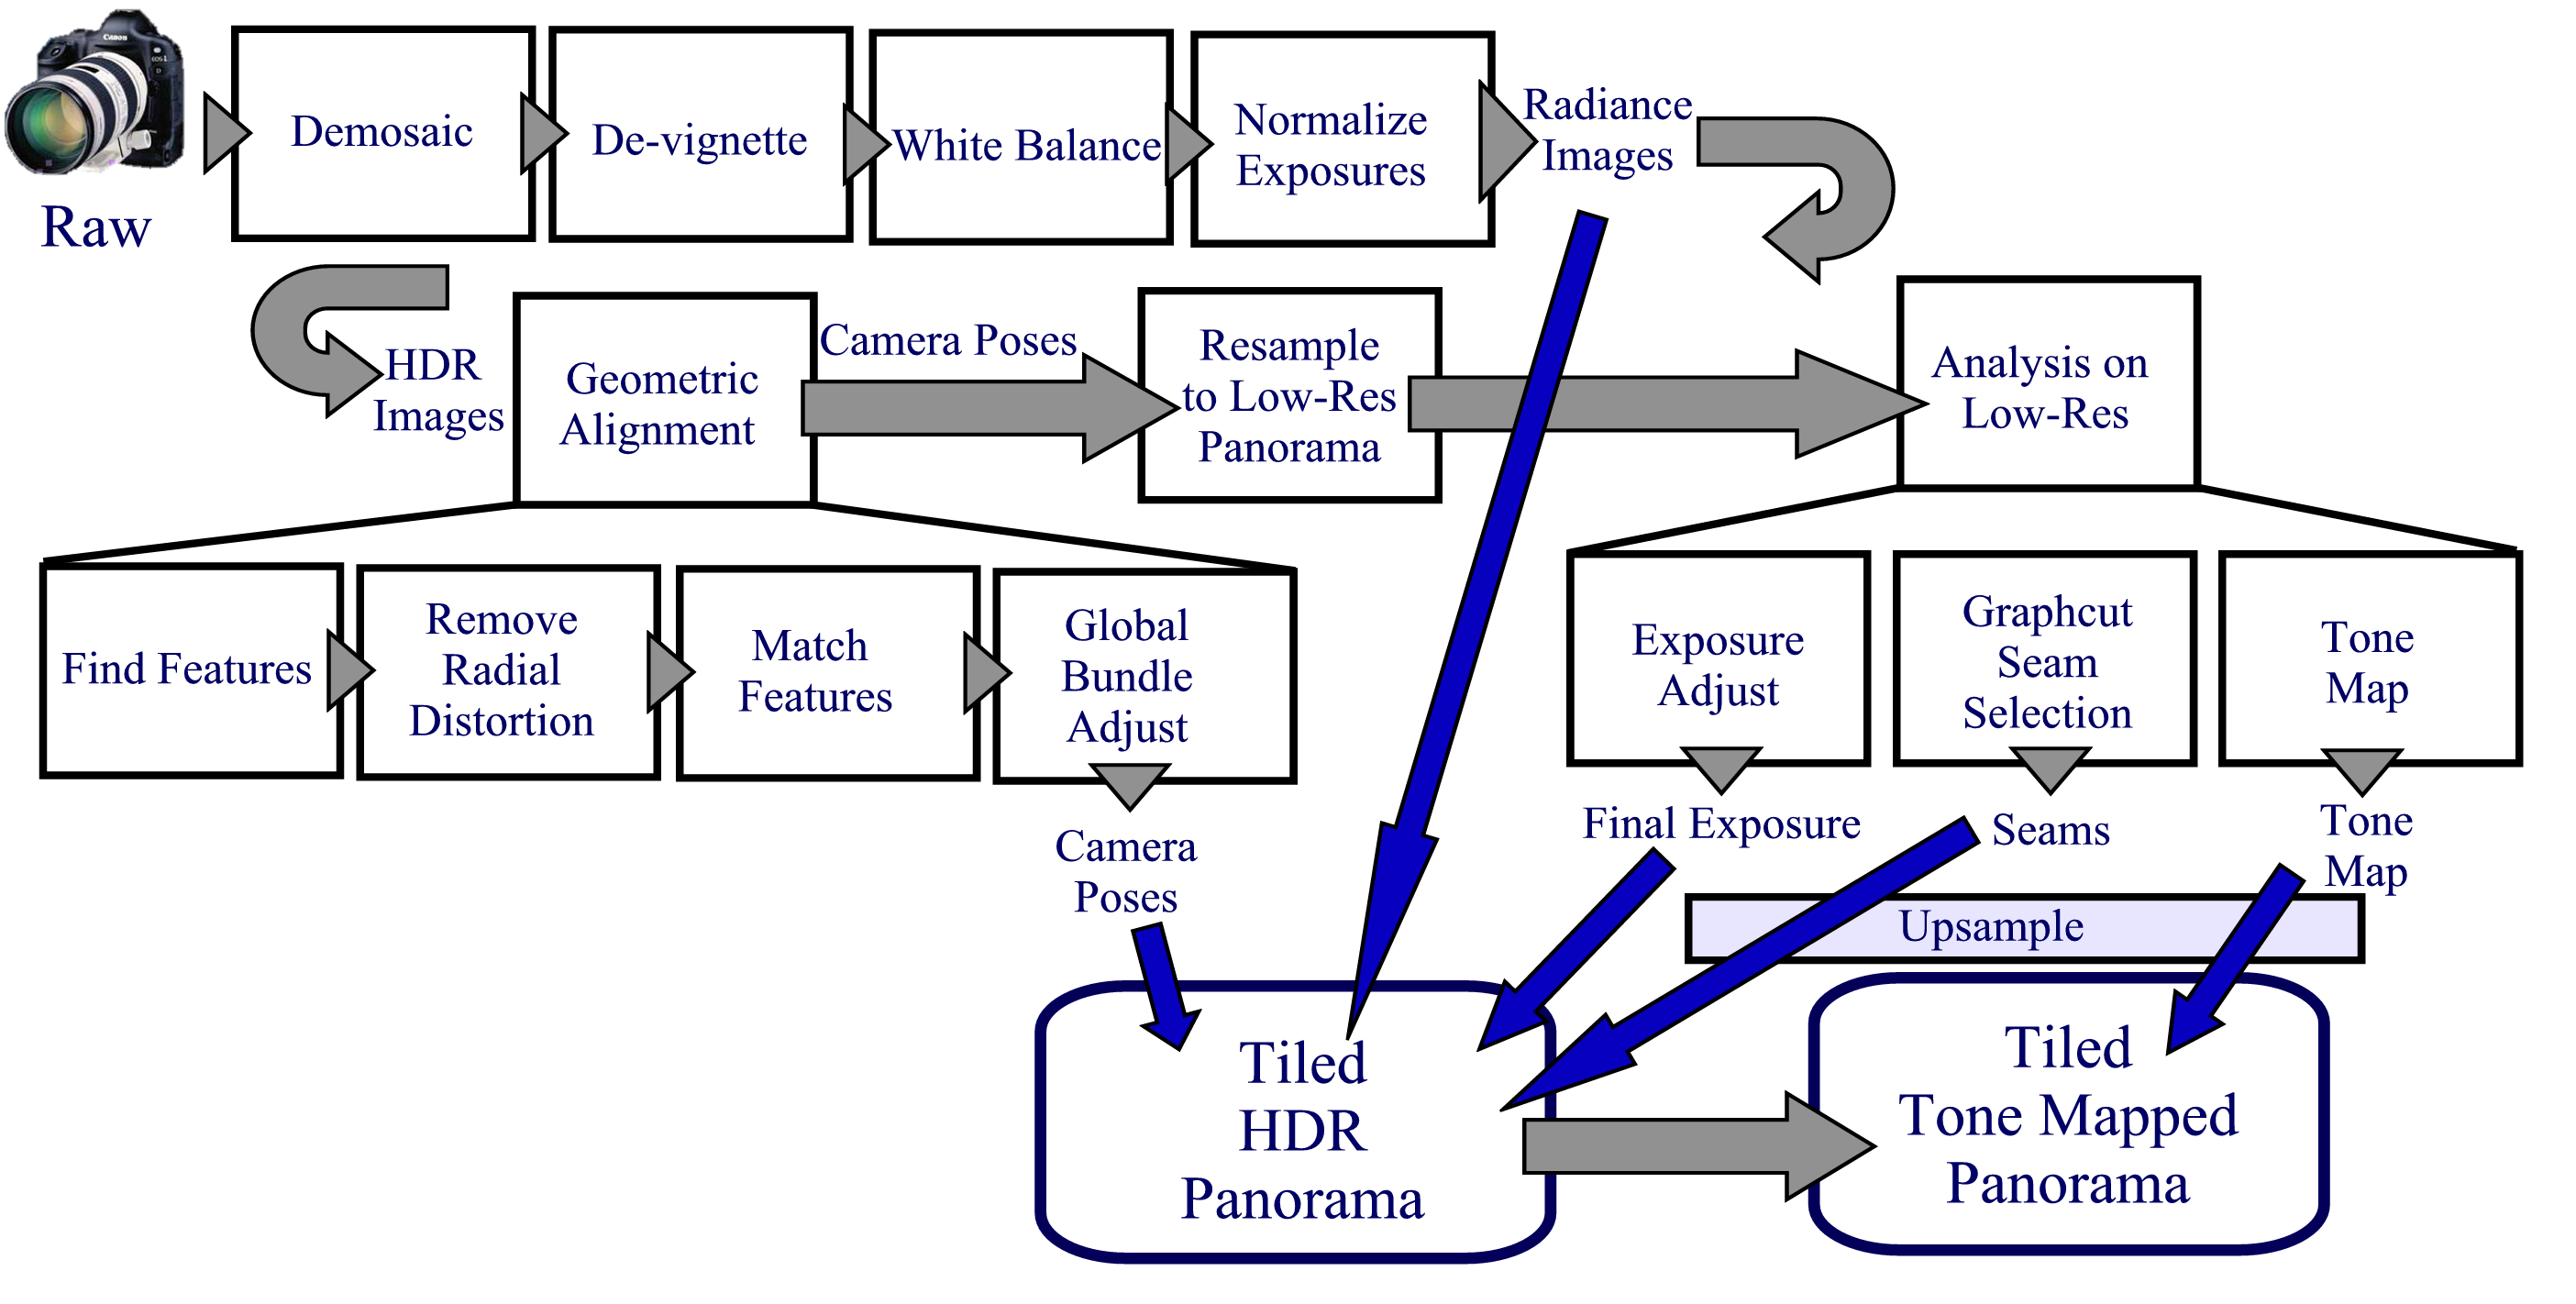 Canon
EOS-1
D
Raw
Demosaic
De-vignette
White Balance
Normalize
Exposures
Radiance
Images
HDR
Images
Geometric
Alignment
Camera Poses
Resample
to Low-Res
Panorama
Analysis on
Low-Res
Find Features
Remove
Radial
Distortion
Match
Features
Global
Bundle
Adjust
Exposure
Adjust
Graphcut
Seam
Selection
Tone
Map
Camera
Poses
Final Exposure
Seams
Tone
Map
Upsample
Tiled
HDR
Panorama
Tiled
Tone Mapped
Panorama